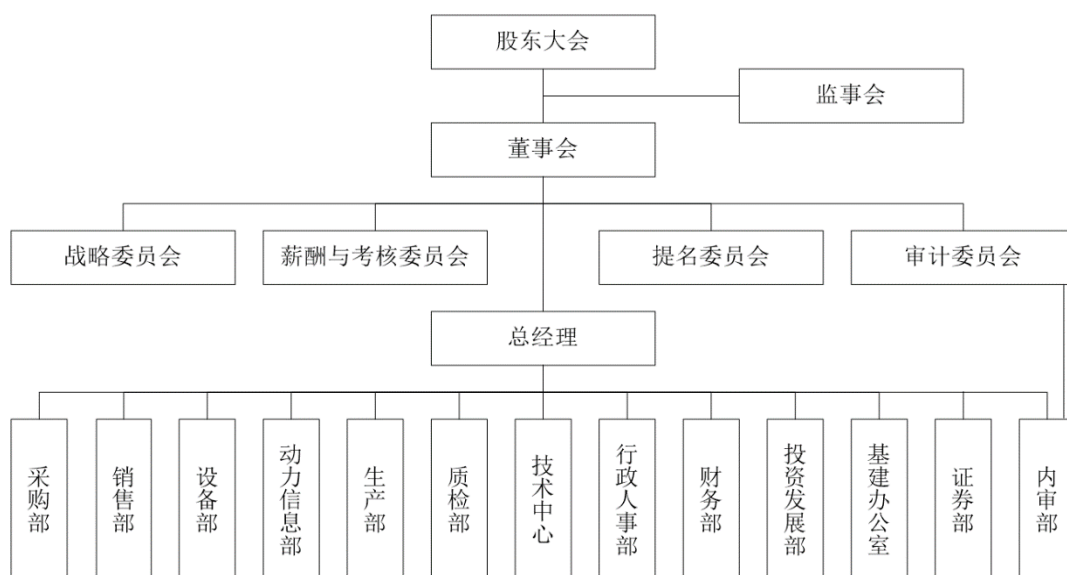 股东大会
监事会
董事会
战略委员会
薪酬与考核委员会
提名委员会
审计委员会
总经理
采购部
销售部
设备部
动力信息部
生产部
质检部
技术中心
行政人事部
财务部
投资发展部
基建办公室
证券部
内审部